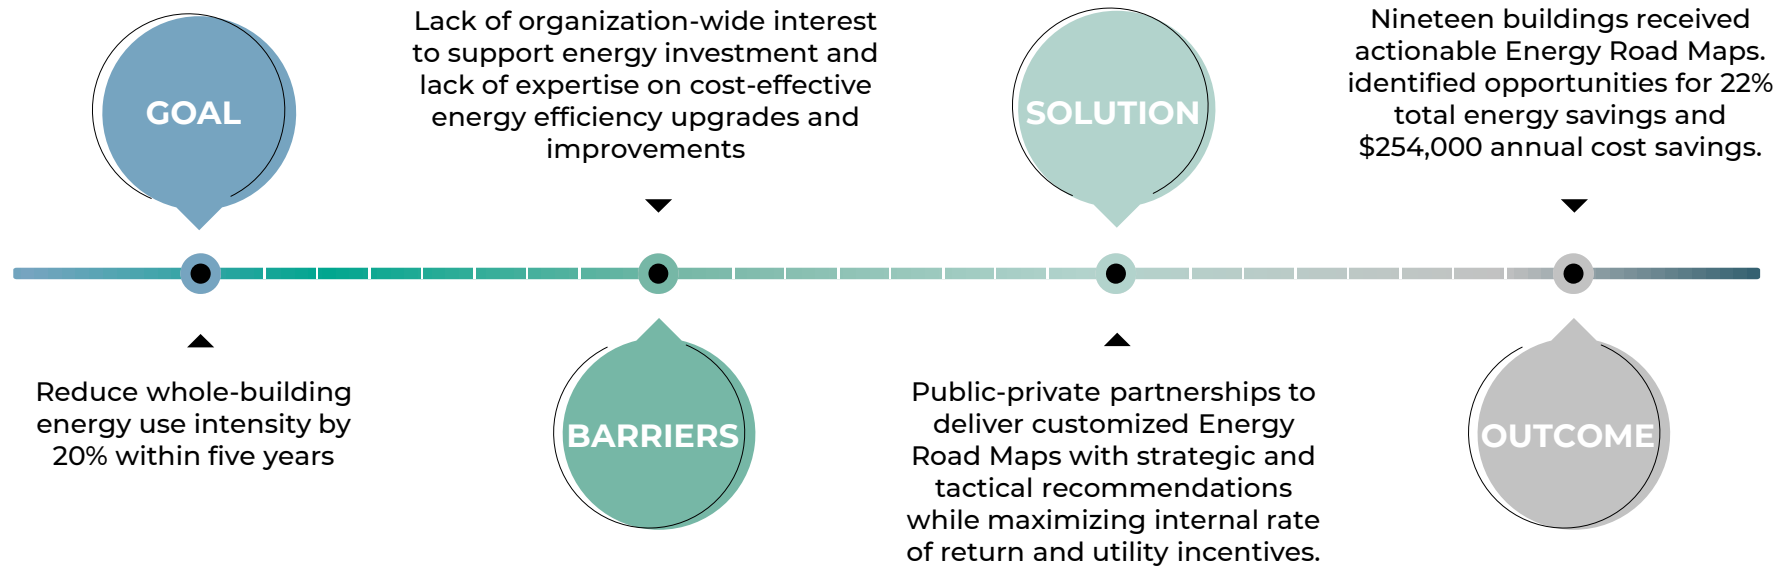 GOAL
Reduce whole-building
energy use intensity by
20% within five years
Lack of organization-wide interest
to support energy investment and
lack of expertise on cost-effective
energy efficiency upgrades and
improvements
BARRIERS
SOLUTION
Public-private partnerships to
deliver customized Energy
Road Maps with strategic and
tactical recommendations
while maximizing internal rate
of return and utility incentives.
Nineteen buildings received
actionable Energy Road Maps.
identified opportunities for 22%
total energy savings and
$254,000 annual cost savings.
OUTCOME